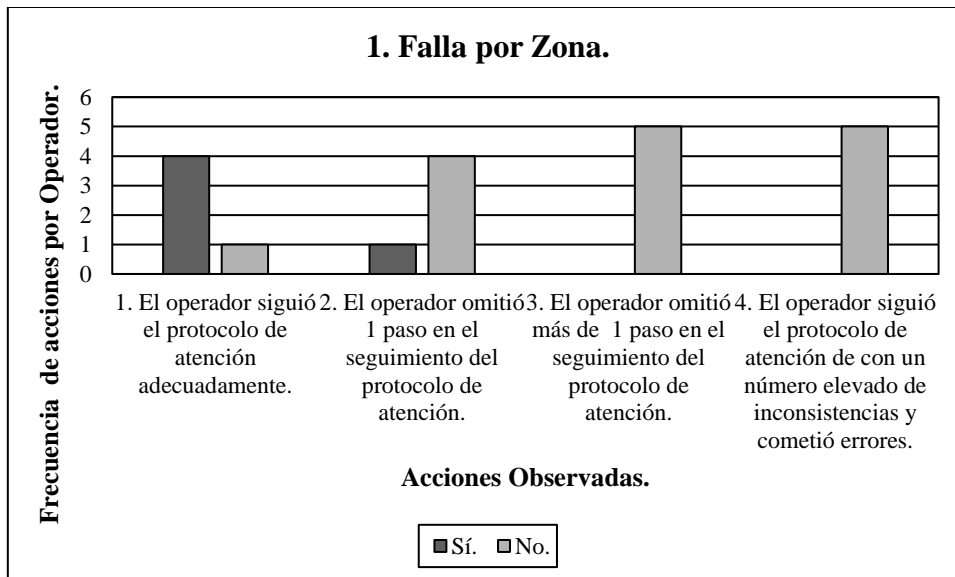 1. Falla por Zona.
Frecuencia de acciones por Operador.
6
5
4
3
2
1
0
1. El operador siguió
el protocolo de
atención
adecuadamente.
2. El operador omitió
1 paso en el
seguimiento del
protocolo de
atención.
3. El operador omitió
más de 1 paso en el
seguimiento del
protocolo de
atención.
4. El operador siguió
el protocolo de
atención de con un
número elevado de
inconsistencias y
cometió errores.
Acciones Observadas.
Sí. No.